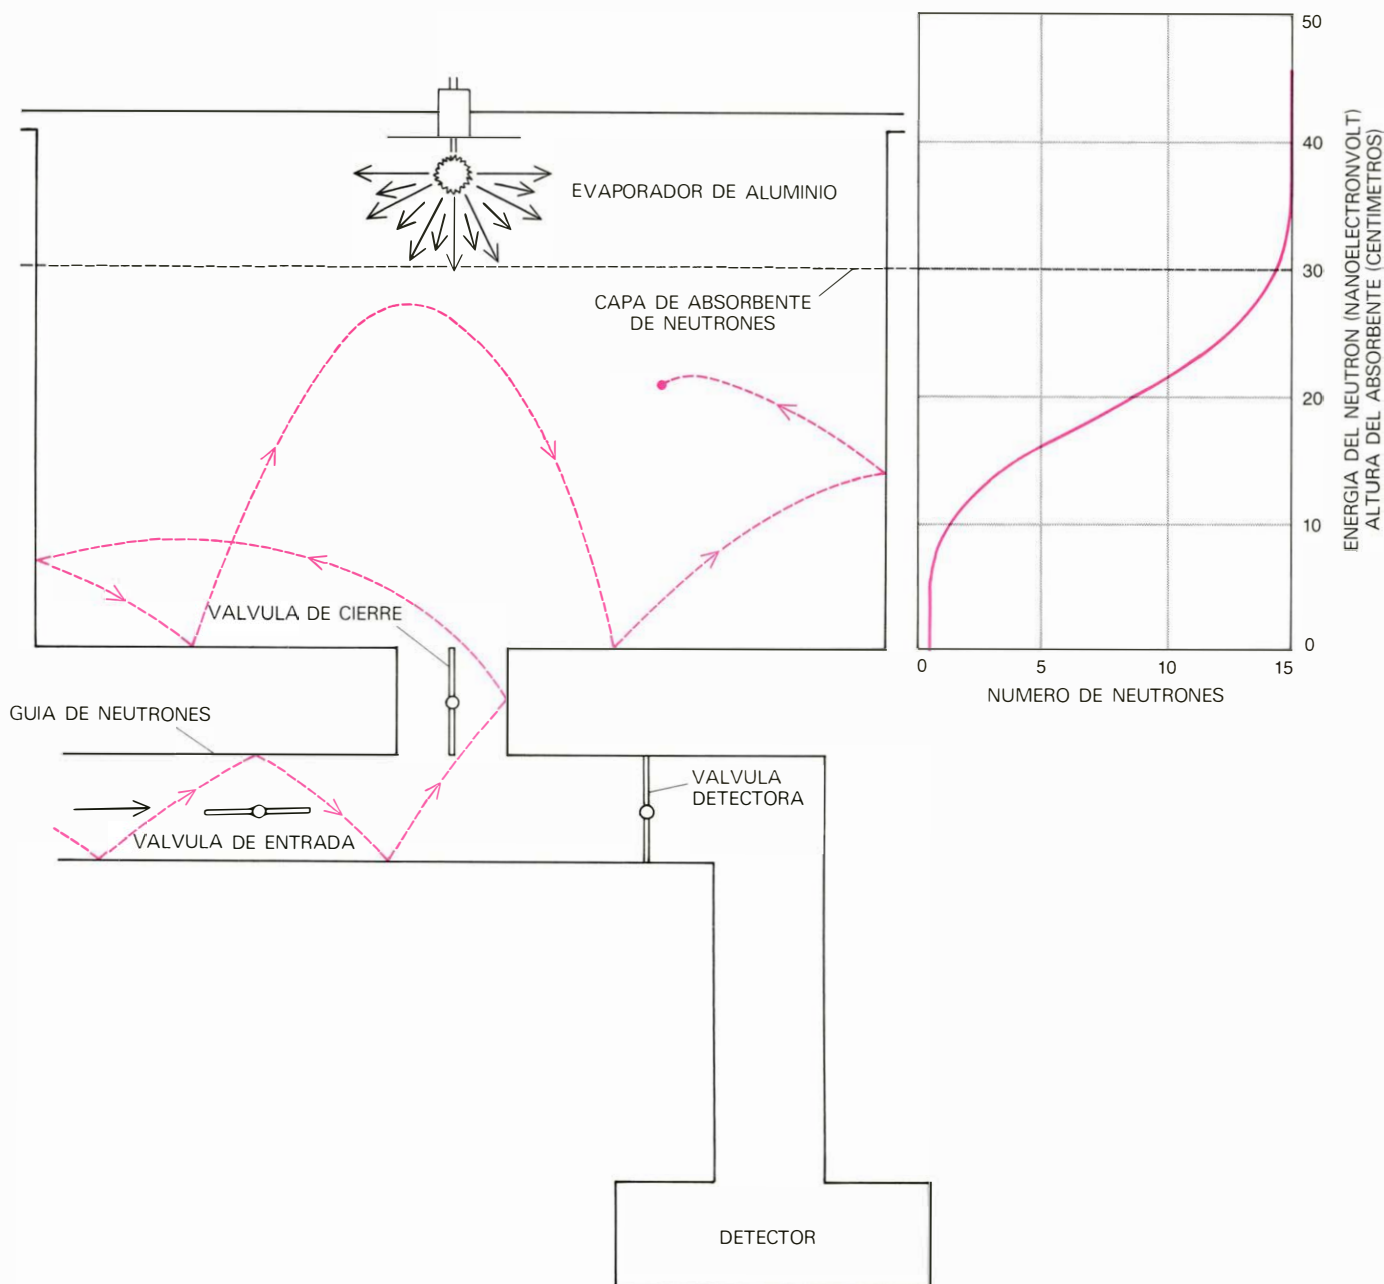 EVAPORADOR DE ALUMINIO
CAPA DE ABSORBENTE
DE NEUTRONES
VALVULA DE CIERRE
GUIA DE NEUTRONES
VALVULA
DETECTORA
VALVULA DE ENTRADA
DETECTOR
50
40
30
20
10
0
0 5 10 15
NUMERO DE NEUTRONES
ENERGIA DEL NEUTRON (NANOELECTRONVOLT)
ALTURA DEL ABSORBENTE (CENTIMETROS)